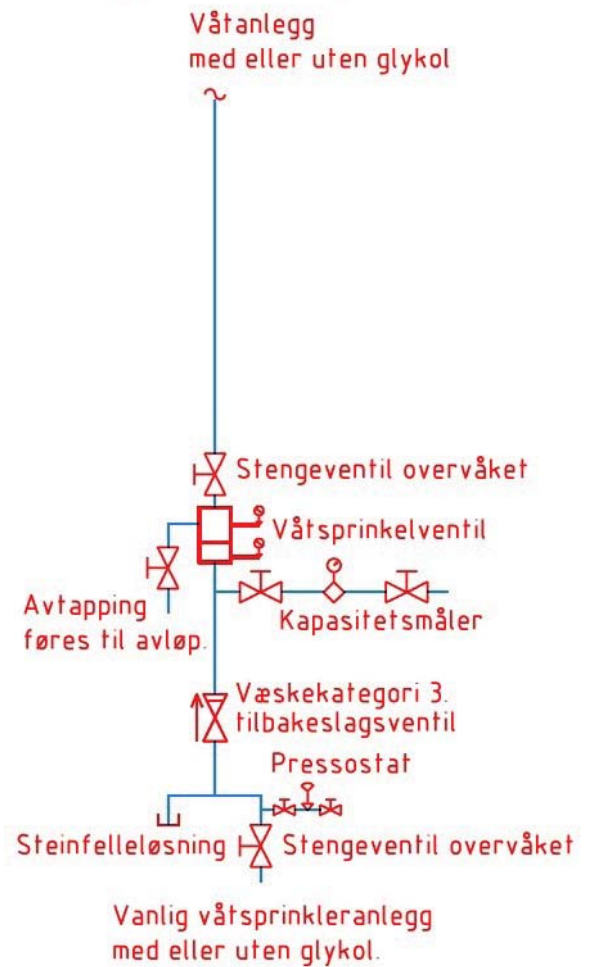 Våtanlegg
med eller uten glykol
Stengeventil overvåket
Våtsprinkelventil
Avtapping
føres til avløp.
Kapasitetsmåler
Væskekategori 3.
tilbakeslagsventil
Pressostat
Steinfelleløsning
Stengeventil overvåket
Vanlig våtsprinkleranlegg
med eller uten glykol.